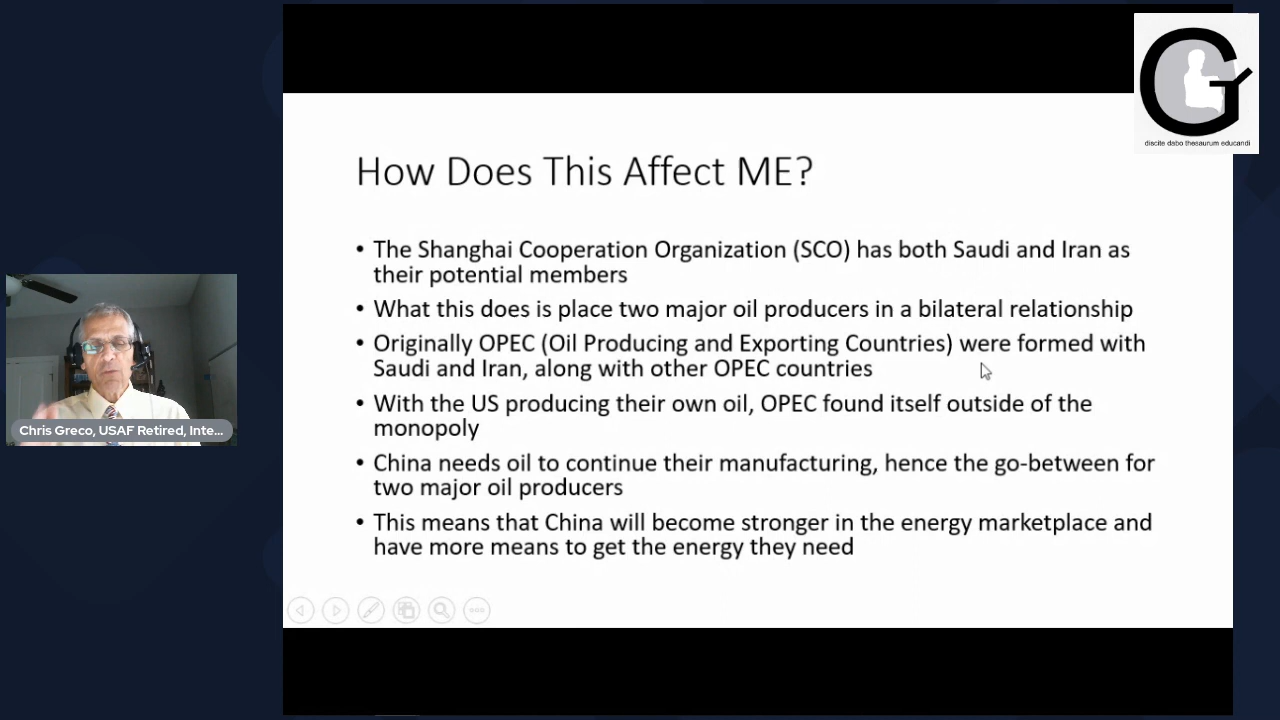 discite dabo thesaurum educandi
How Does This Affect ME?
• The Shanghai Cooperation Organization (SCO) has both Saudi and Iran as
their potential members
• What this does is place two major oil producers in a bilateral relationship
• Originally OPEC (Oil Producing and Exporting Countries) were formed with
Saudi and Iran, along with other OPEC countries
• With the US producing their own oil, OPEC found itself outside of the
monopoly
• China needs oil to continue their manufacturing, hence the go-between for
two major oil producers
• This means that China will become stronger in the energy marketplace and
have more means to get the energy they need
Chris Greco, USAF Retired, Inte...